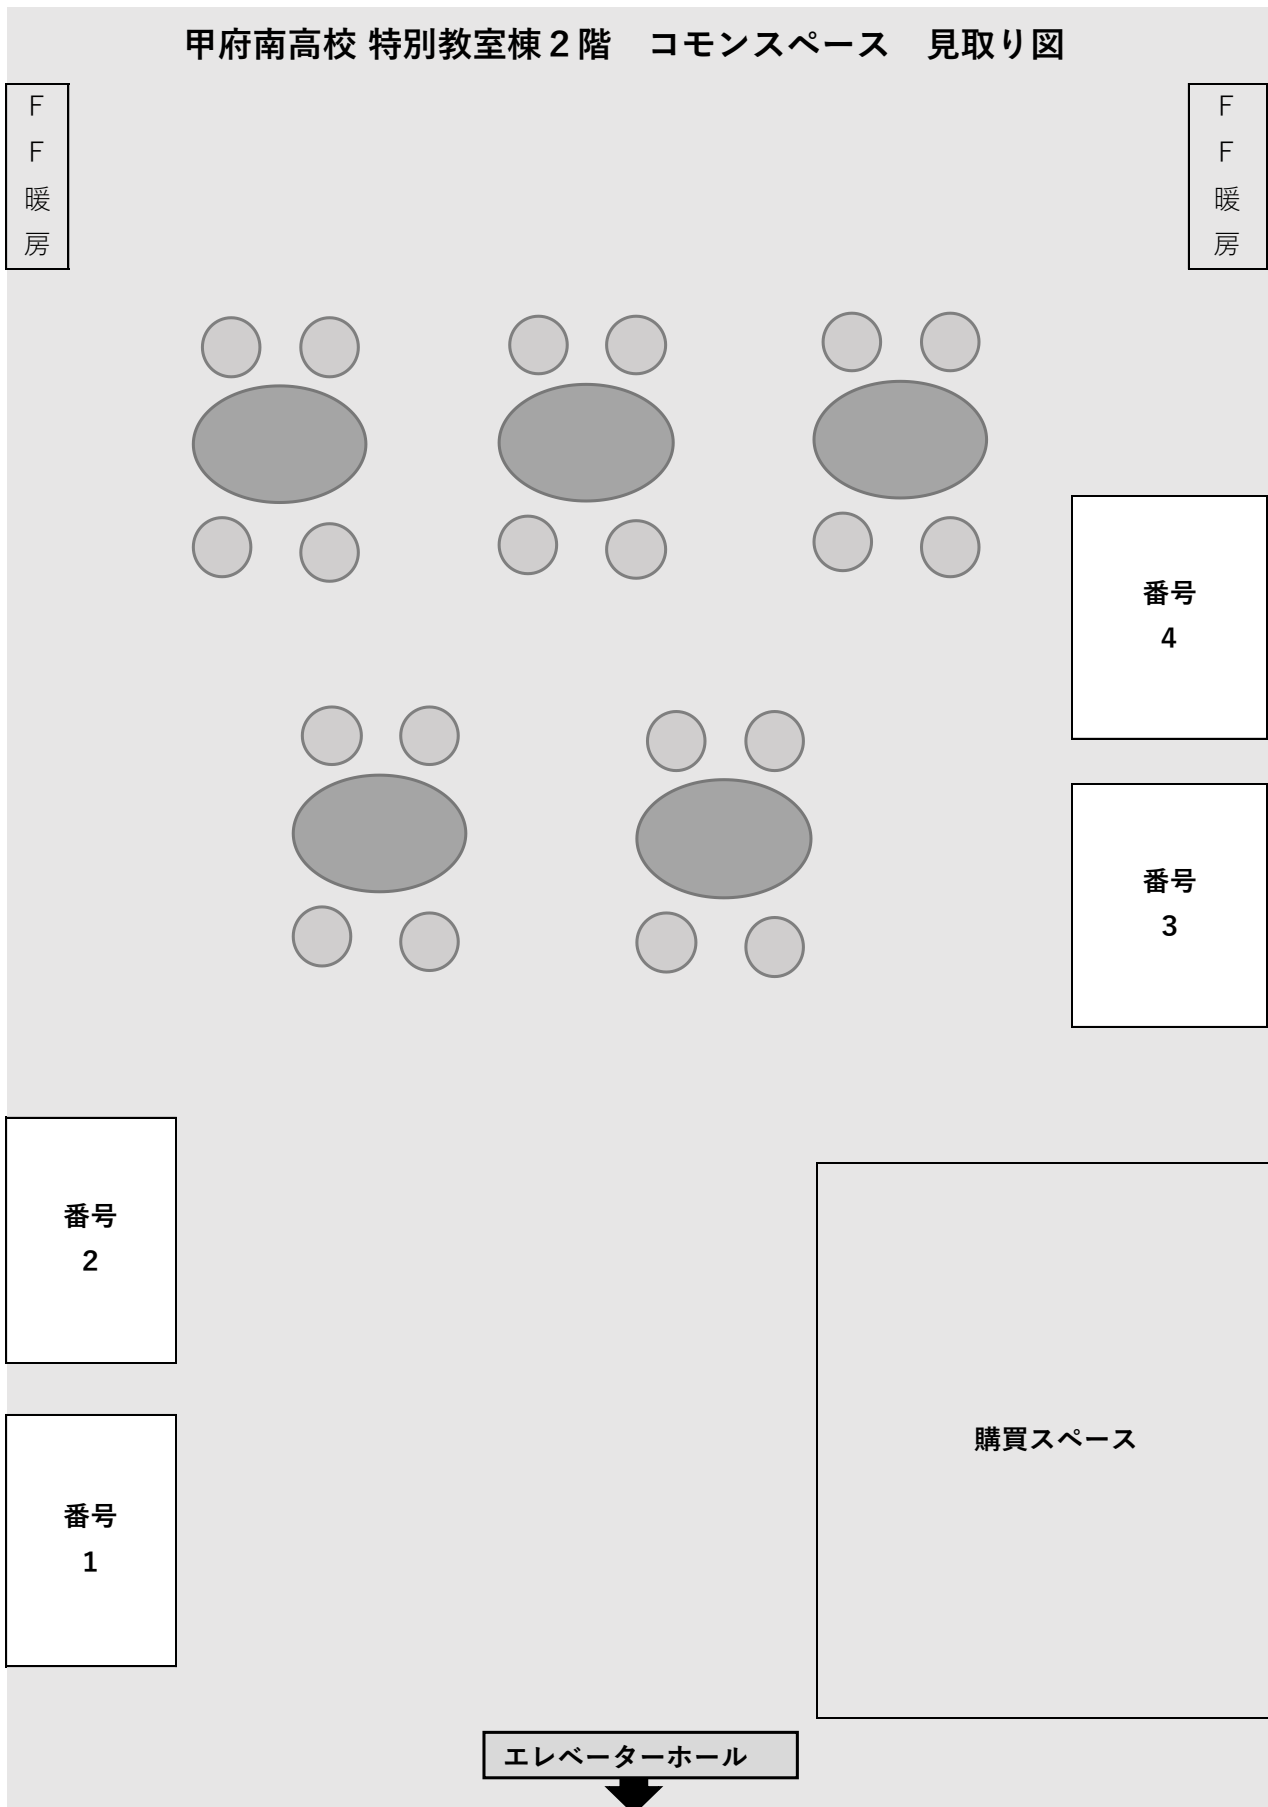 甲府南高校 特別教室棟２階　コモンスペース　見取り図
Ｆ
Ｆ
暖
房
Ｆ
Ｆ
暖
房
番号
4
番号
3
番号
2
購買スペース
番号
1
エレベーターホール